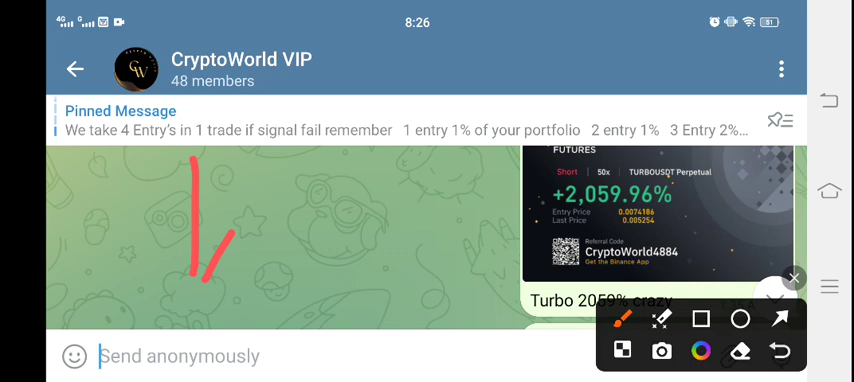 4G G 8:26 51
CryptoWorld VIP
48 members
Pinned Message
We take 4 Entry's in 1 trade if signal fail remember 1 entry 1% of your portfolio 2 entry 1% 3 Entry 2%...
FUTURES
Short | 50x | TURBOUSDT Perpetual
+2,059.96%
Entry Price 0.0074186
Last Price 0.005254
Referral Code
CryptoWorld4884
Get the Binance App
Turbo 2059% crazy
Send anonymously